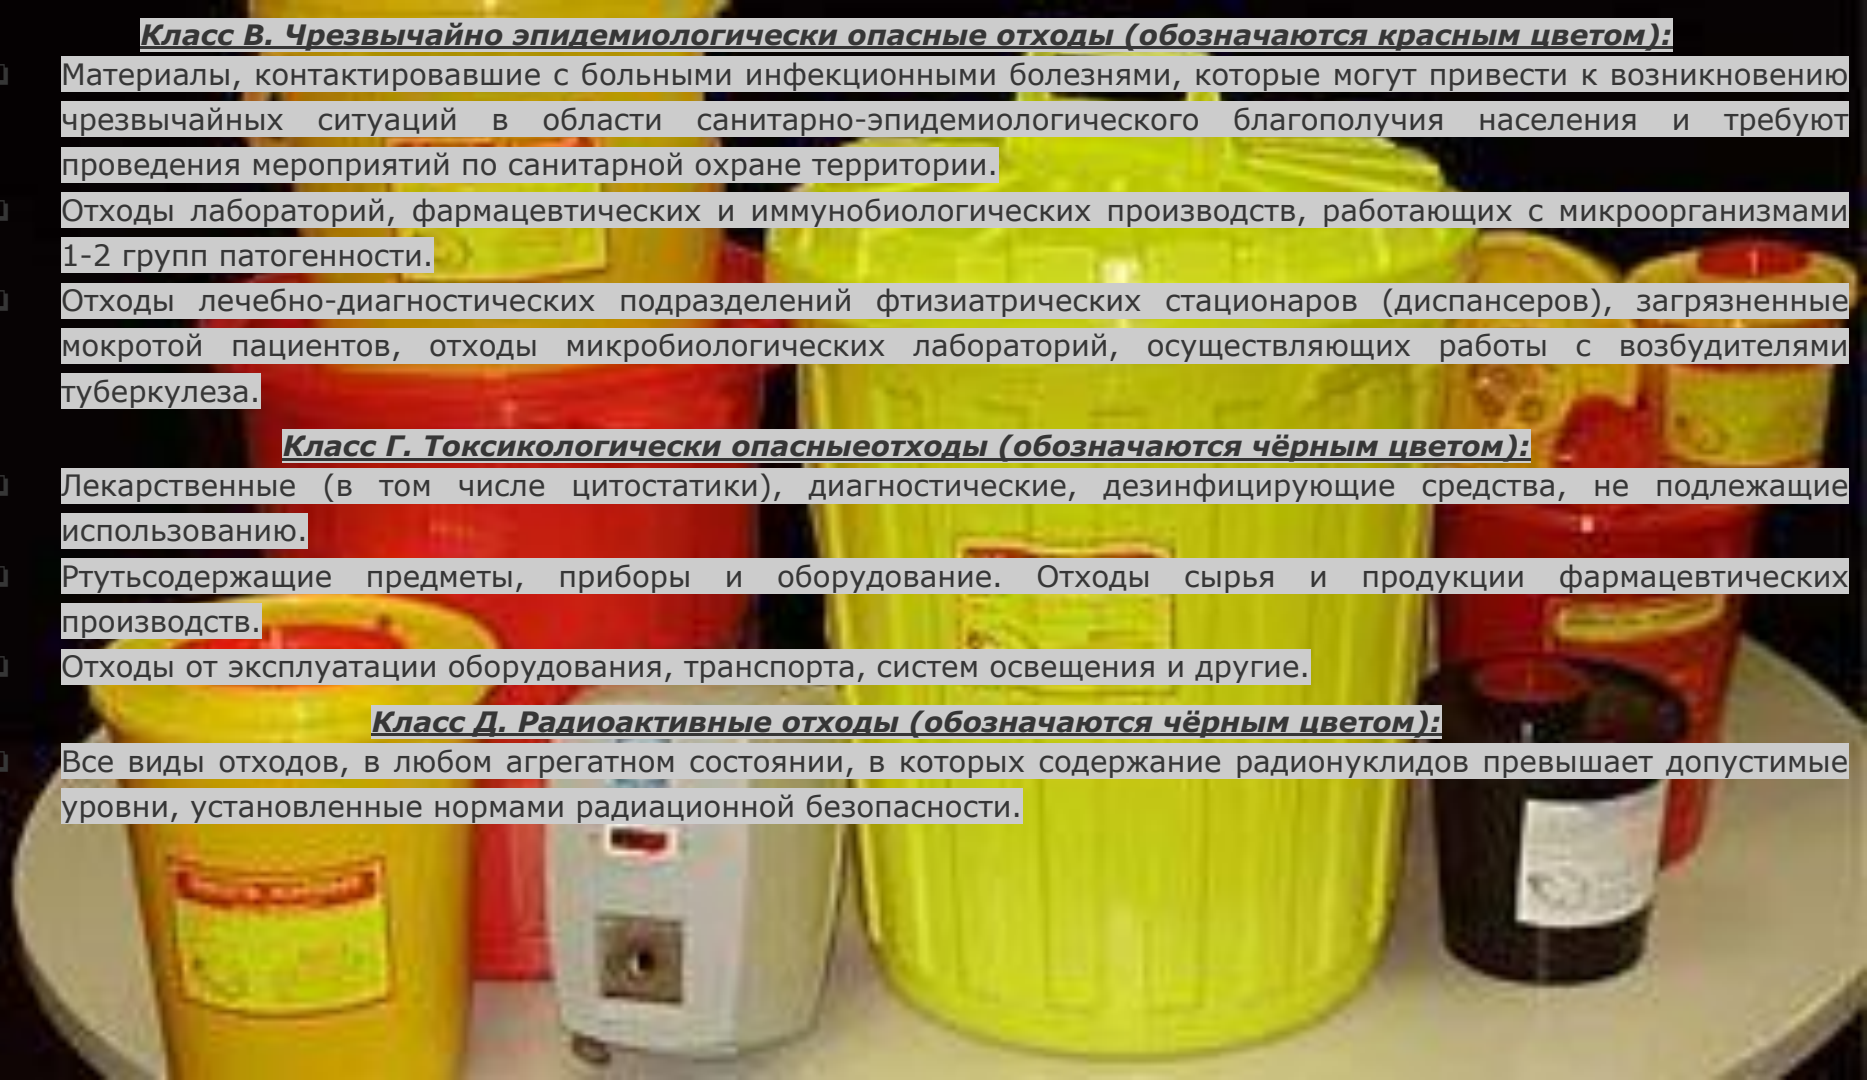 Класс В. Чрезвычайно эпидемиологически опасные отходы (обозначаются красным цветом):
Материалы, контактировавшие с больными инфекционными болезнями, которые могут привести к возникновению
чрезвычайных ситуаций в области санитарно-эпидемиологического благополучия населения и требуют
проведения мероприятий по санитарной охране территории.
Отходы лабораторий, фармацевтических и иммунобиологических производств, работающих с микроорганизмами
1-2 групп патогенности.
Отходы лечебно-диагностических подразделений фтизиатрических стационаров (диспансеров), загрязненные
мокротой пациентов, отходы микробиологических лабораторий, осуществляющих работы с возбудителями
туберкулеза.
Класс Г. Токсикологически опасныеотходы (обозначаются чёрным цветом):
Лекарственные (в том числе цитостатики), диагностические, дезинфицирующие средства, не подлежащие
использованию.
Ртутьсодержащие предметы, приборы и оборудование. Отходы сырья и продукции фармацевтических
производств.
Отходы от эксплуатации оборудования, транспорта, систем освещения и другие.
Класс Д. Радиоактивные отходы (обозначаются чёрным цветом):
Все виды отходов, в любом агрегатном состоянии, в которых содержание радионуклидов превышает допустимые
уровни, установленные нормами радиационной безопасности.